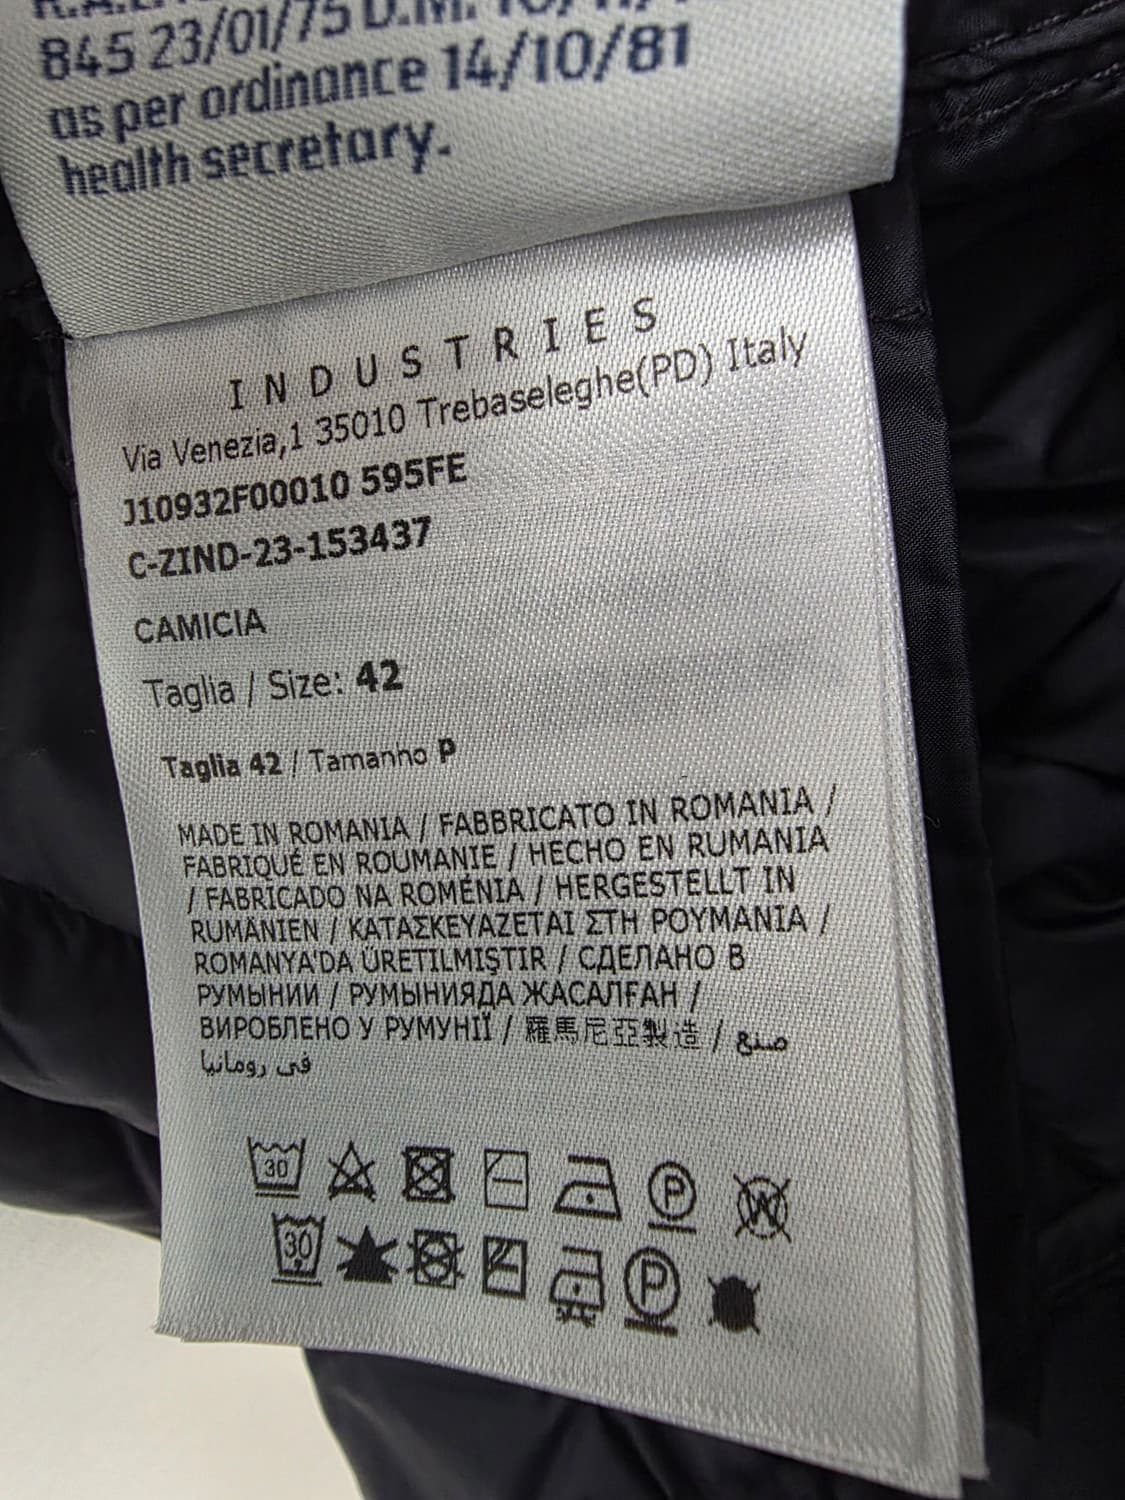 845 23/01/75 D.M.
as per ordinance 14/10/81
health secretary.
INDUSTRIES
Via Venezia,1 35010 Trebaseleghe(PD) Italy
J10932F00010 595FE
C-ZIND-23-153437
CAMICIA
Taglia / Size: 42
Taglia 42 / Tamanho P
MADE IN ROMANIA / FABBRICATO IN ROMANIA /
FABRIQUÉ EN ROUMANIE / HECHO EN RUMANIA
/ FABRICADO NA ROMÉNIA / HERGESTELLT IN
RUMÄNIEN / ΚΑΤΑΣΚΕΥΑΖΕΤΑΙ ΣΤΗ ΡΟΥΜΑΝΙΑ /
ROMANYA'DA ÜRETILMIŞTIR / СДЕЛАНО В
РУМЫНИИ / РУМЫНИЯДА ЖАСАЛҒАН /
ВИРОБЛЕНО У РУМУНІЇ / 羅馬尼亞製造 / صنع
في رومانيا
30 P W
30 P